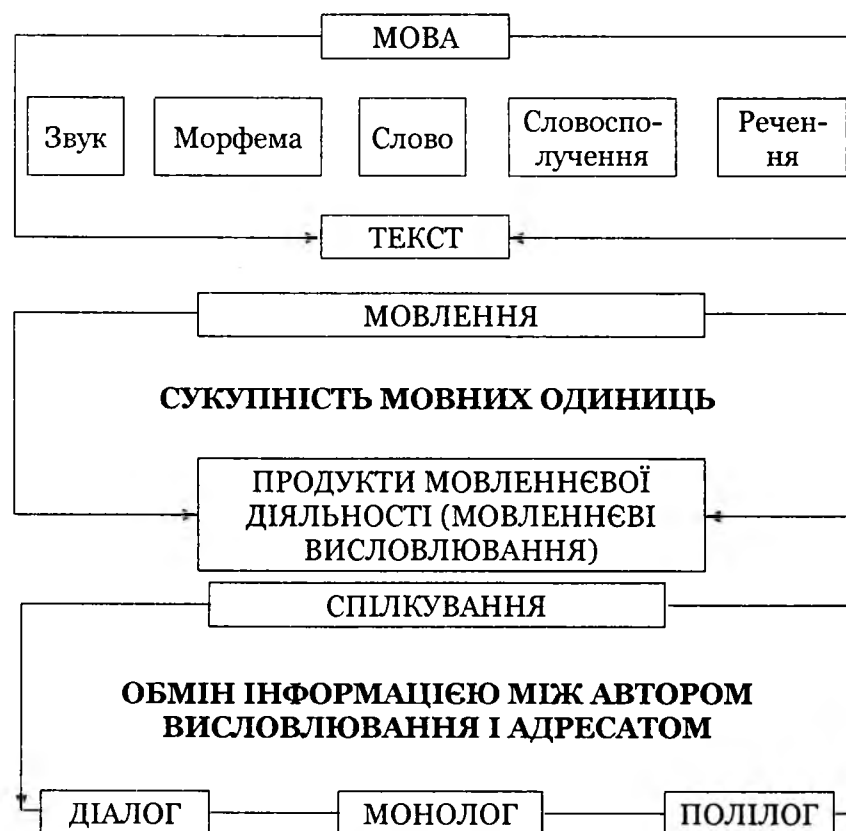 МОВА
Звук Морфема Слово Словоспо-
лучення Речен-
ня
ТЕКСТ
МОВЛЕННЯ
СУКУПНІСТЬ МОВНИХ ОДИНИЦЬ
ПРОДУКТИ МОВЛЕННЄВОЇ
ДІЯЛЬНОСТІ (МОВЛЕННЄВІ
ВИСЛОВЛЮВАННЯ)
СПІЛКУВАННЯ
ОБМІН ІНФОРМАЦІЄЮ МІЖ АВТОРОМ
ВИСЛОВЛЮВАННЯ І АДРЕСАТОМ
ДІАЛОГ МОНОЛОГ ПОЛІЛОГ